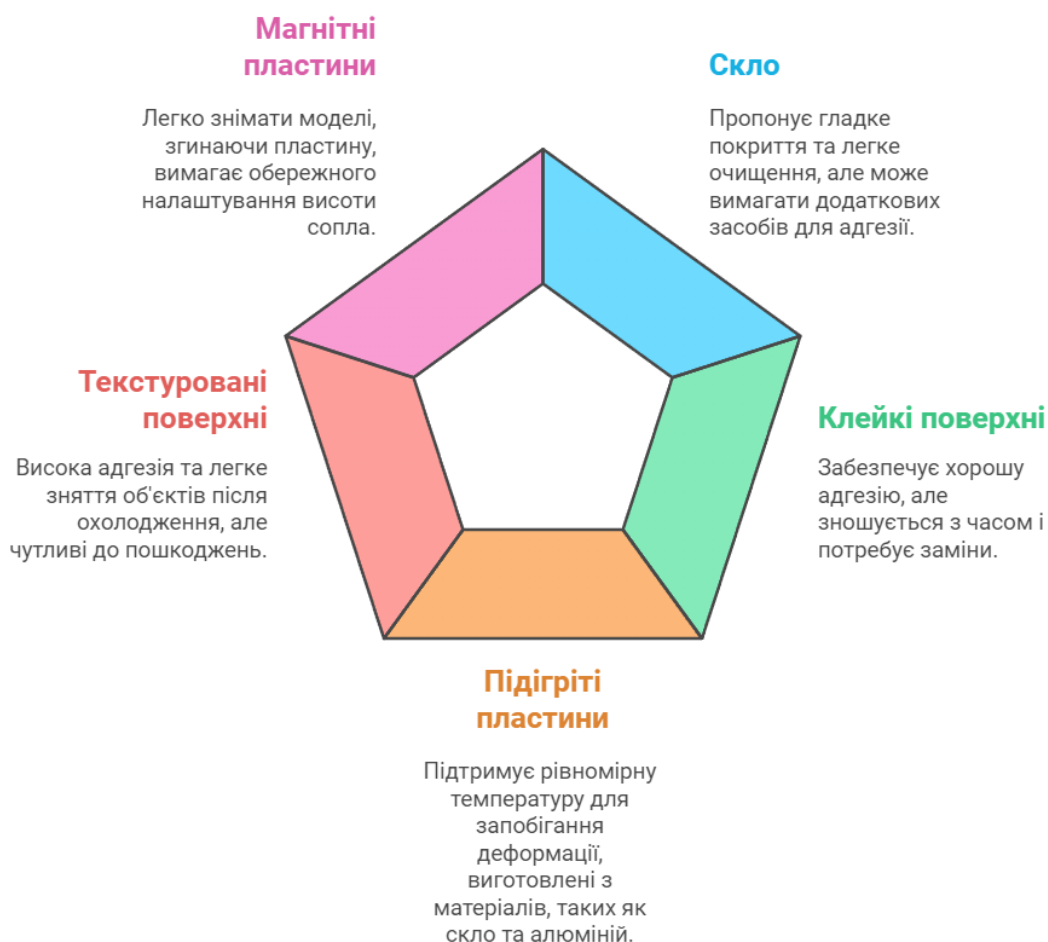 Магнітні
пластини
Легко знімати моделі,
згинаючи пластину,
вимагає обережного
налаштування висоти
сопла.
Скло
Пропонує гладке
покриття та легке
очищення, але може
вимагати додаткових
засобів для адгезії.
Текстуровані
поверхні
Висока адгезія та легке
зняття об'єктів після
охолодження, але
чутливі до пошкоджень.
Клейкі поверхні
Забезпечує хорошу
адгезію, але
зношується з часом і
потребує заміни.
Підігріті
пластини
Підтримує рівномірну
температуру для
запобігання
деформації,
виготовлені з
матеріалів, таких як
скло та алюміній.